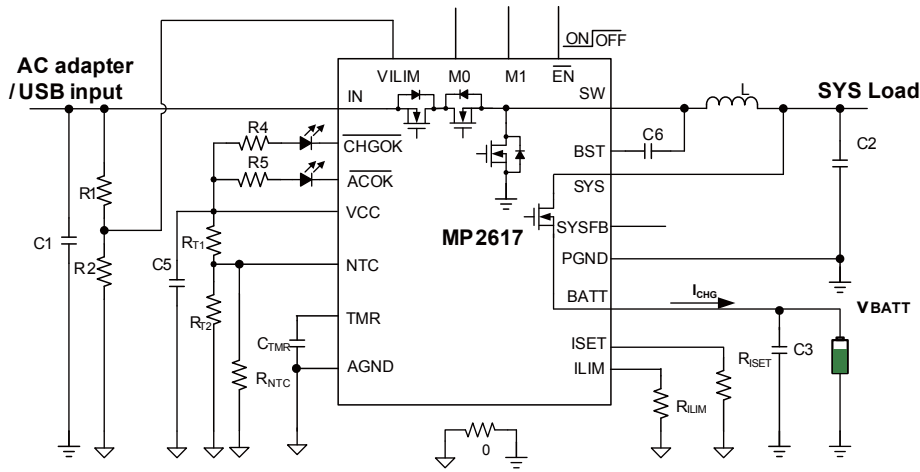 ON OFF
AC adapter
/USB input
VILIM M0 M1 EN
IN
SW
L
SYS Load
R4
CHGOK
C6
BST
C2
R5
ACOK
SYS
R1
VCC
MP2617
SYSFB
C1
RT1
PGND
R2
C5
NTC
BATT
ICHG
VBATT
RT2
TMR
CTMR
ISET
RISET
C3
AGND
RNTC
ILIM
RILIM
0